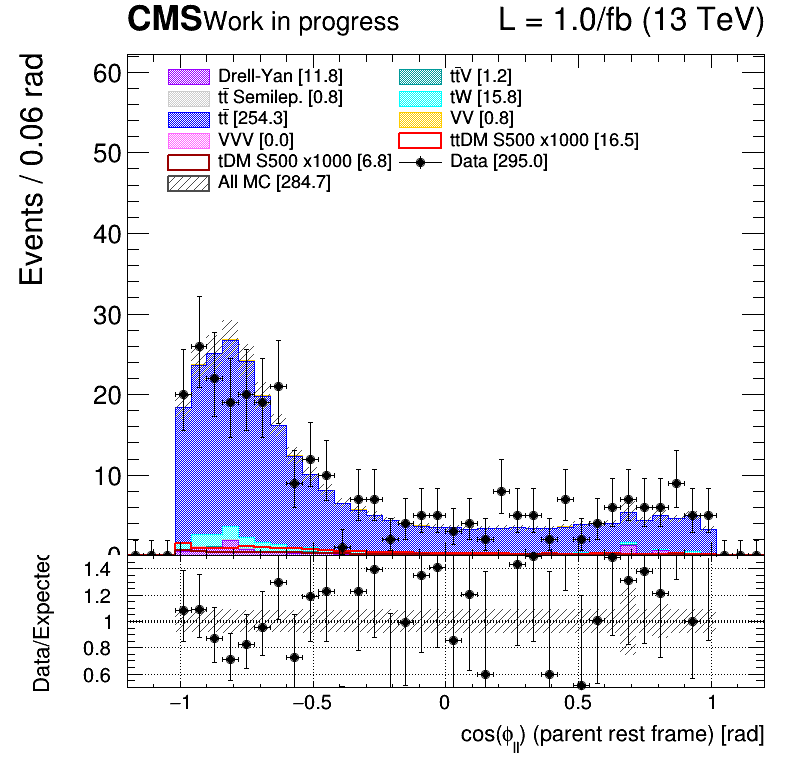 CMS Work in progress L = 1.0/fb (13 TeV)
Events / 0.06 rad
60
50
40
30
20
10
0
Drell-Yan [11.8]
tt̄ Semilep. [0.8]
tt̄ [254.3]
VVV [0.0]
tDM S500 x1000 [6.8]
All MC [284.7]
tt̄V [1.2]
tW [15.8]
VV [0.8]
ttDM S500 x1000 [16.5]
Data [295.0]
Data/Expected
1.4
1.2
1
0.8
0.6
−1 −0.5 0 0.5 1
cos(ϕ_ll) (parent rest frame) [rad]